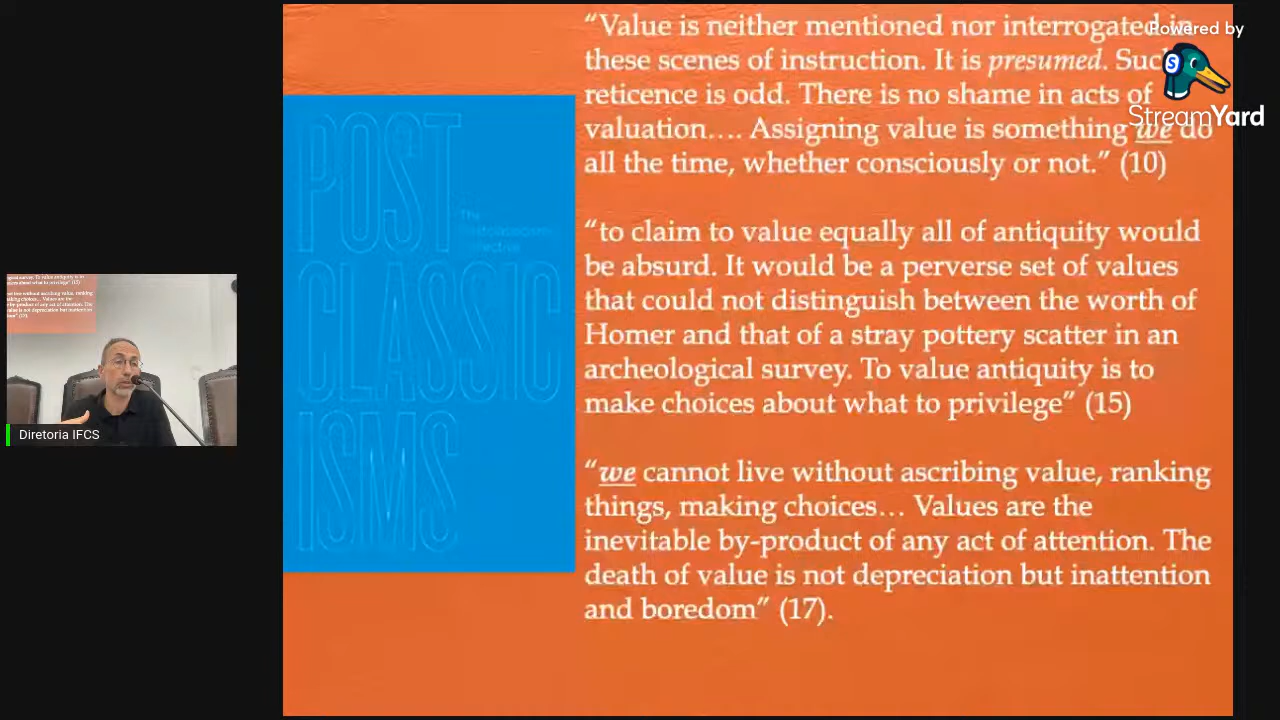 “Value is neither mentioned nor interrogated in
these scenes of instruction. It is presumed. Such
reticence is odd. There is no shame in acts of
valuation…. Assigning value is something we do
all the time, whether consciously or not.” (10)
“to claim to value equally all of antiquity would
be absurd. It would be a perverse set of values
that could not distinguish between the worth of
Homer and that of a stray pottery scatter in an
archeological survey. To value antiquity is to
make choices about what to privilege” (15)
“we cannot live without ascribing value, ranking
things, making choices… Values are the
inevitable by-product of any act of attention. The
death of value is not depreciation but inattention
and boredom” (17).
POST
The
Collective
CLASSIC
ISMS
Powered by
StreamYard
Diretoria IFCS